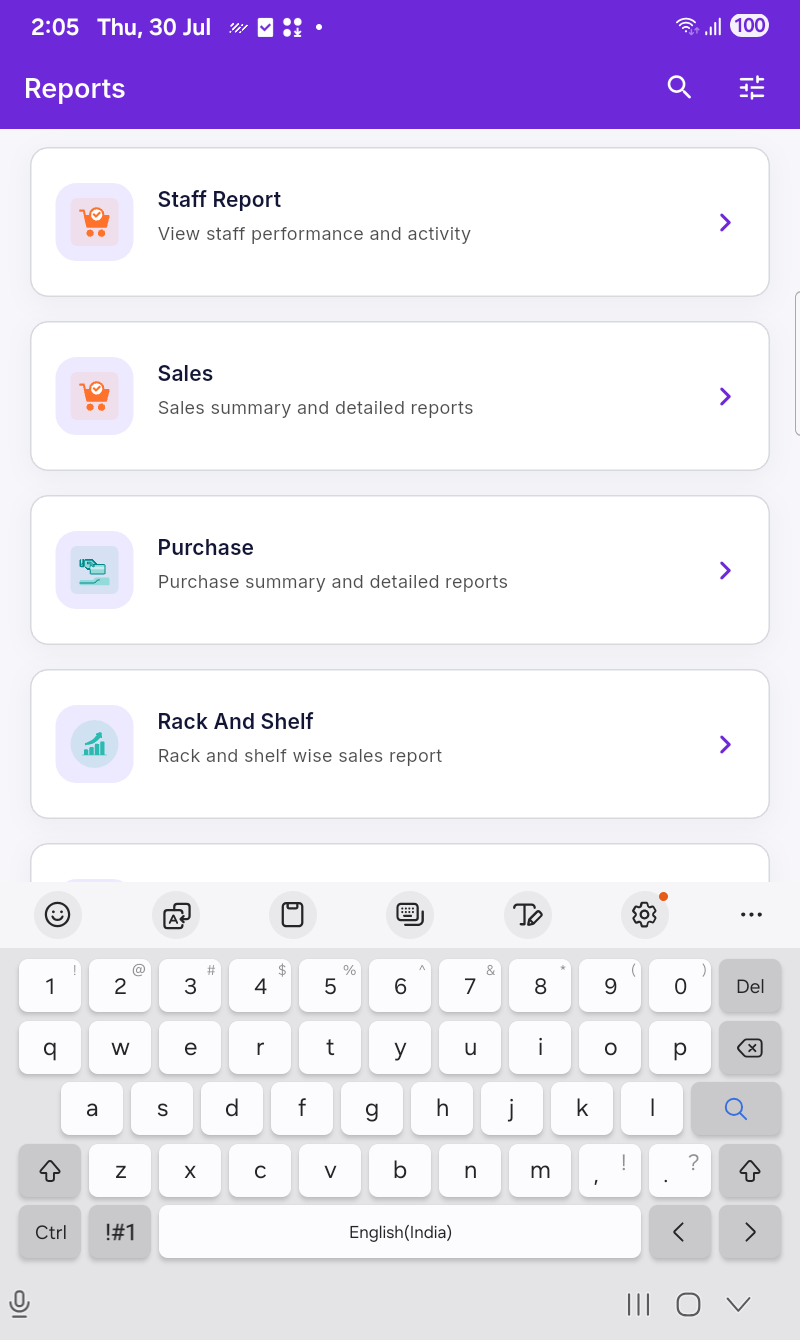 2:05 Thu, 30 Jul 100
Reports
Staff Report
View staff performance and activity
Sales
Sales summary and detailed reports
Purchase
Purchase summary and detailed reports
Rack And Shelf
Rack and shelf wise sales report
! @ # $ % ^ & * ( )
1 2 3 4 5 6 7 8 9 0 Del
q w e r t y u i o p
a s d f g h j k l
z x c v b n m , ! . ?
Ctrl !#1 English(India) < >